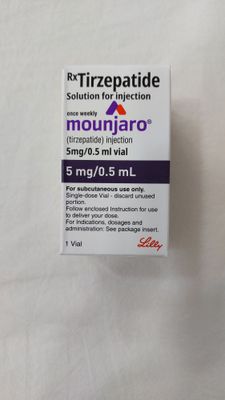 RxTirzepatide
Solution for injection
once weekly
mounjaro®
(tirzepatide) injection
5mg/0.5 ml vial
5 mg/0.5 mL
For subcutaneous use only.
Single-dose Vial - discard unused
portion.
Follow enclosed Instruction for use
to deliver your dose.
For indications, dosages and
administration: See package insert.
1 Vial
Lilly